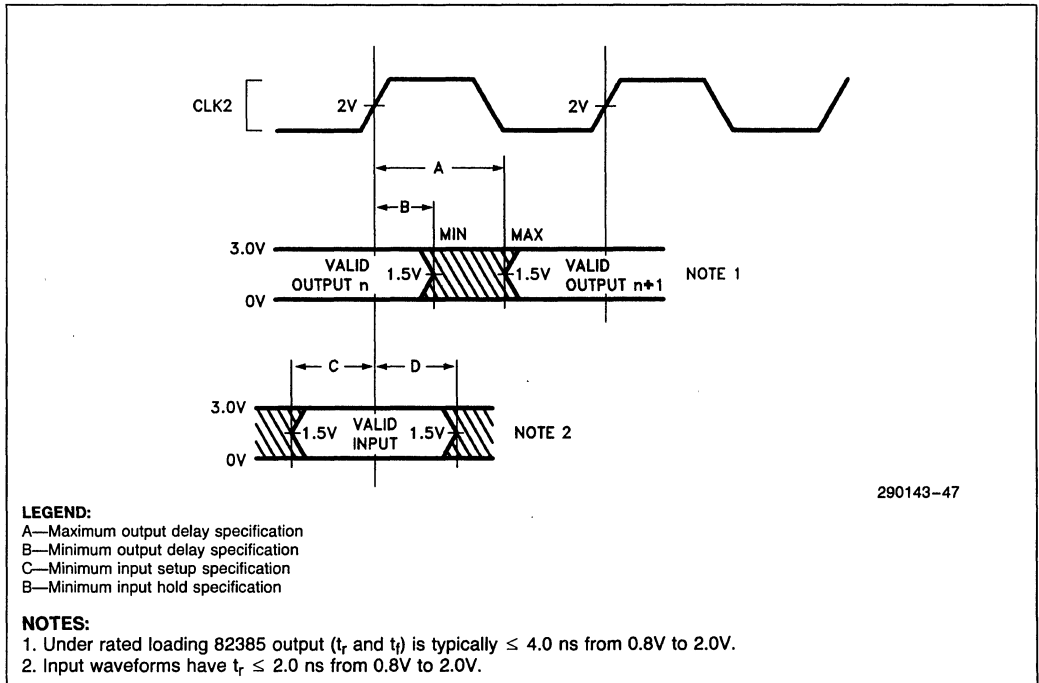 CLK2
2V
2V
A
B
MIN MAX
3.0V
VALID OUTPUT n
1.5V
1.5V
VALID OUTPUT n+1
NOTE 1
0V
C D
3.0V
1.5V
VALID INPUT
1.5V
NOTE 2
0V
290143-47
LEGEND:
A—Maximum output delay specification
B—Minimum output delay specification
C—Minimum input setup specification
B—Minimum input hold specification
NOTES:
1. Under rated loading 82385 output (tr and tf) is typically ≤ 4.0 ns from 0.8V to 2.0V.
2. Input waveforms have tr ≤ 2.0 ns from 0.8V to 2.0V.